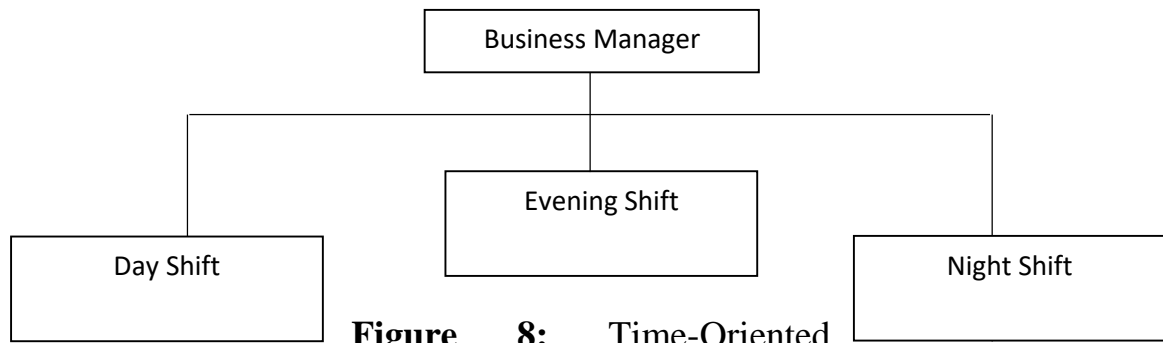 Business Manager
Evening Shift
Day Shift
Night Shift
Figure 8: Time-Oriented